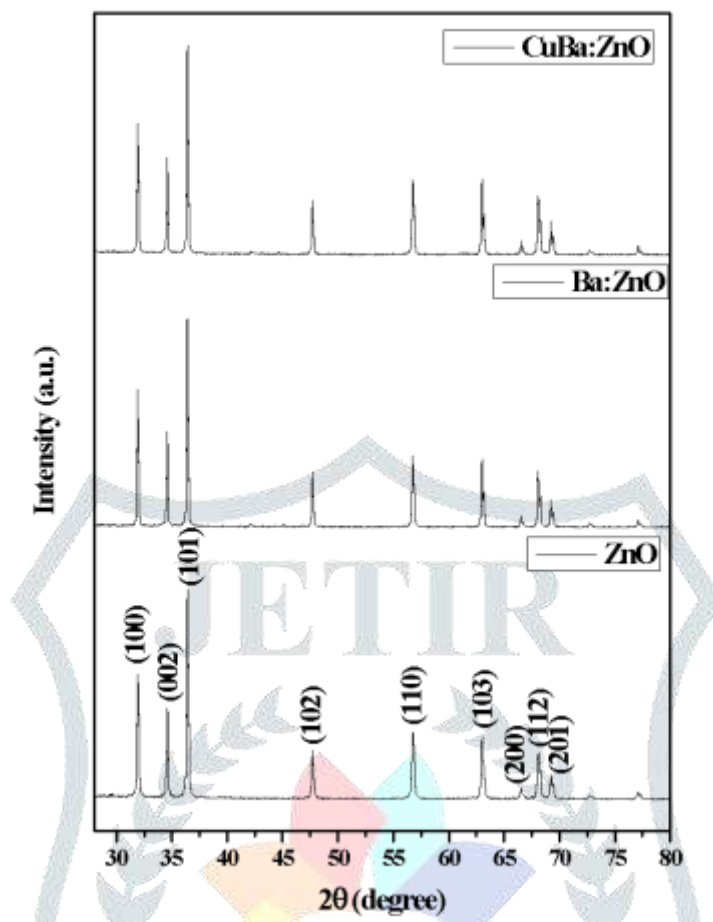 CuBa:ZnO
Ba:ZnO
ZnO
Intensity (a.u.)
(100)
(002)
(101)
(102)
(110)
(103)
(200)
(112)
(201)
JETIR
30 35 40 45 50 55 60 65 70 75 80
2θ (degree)